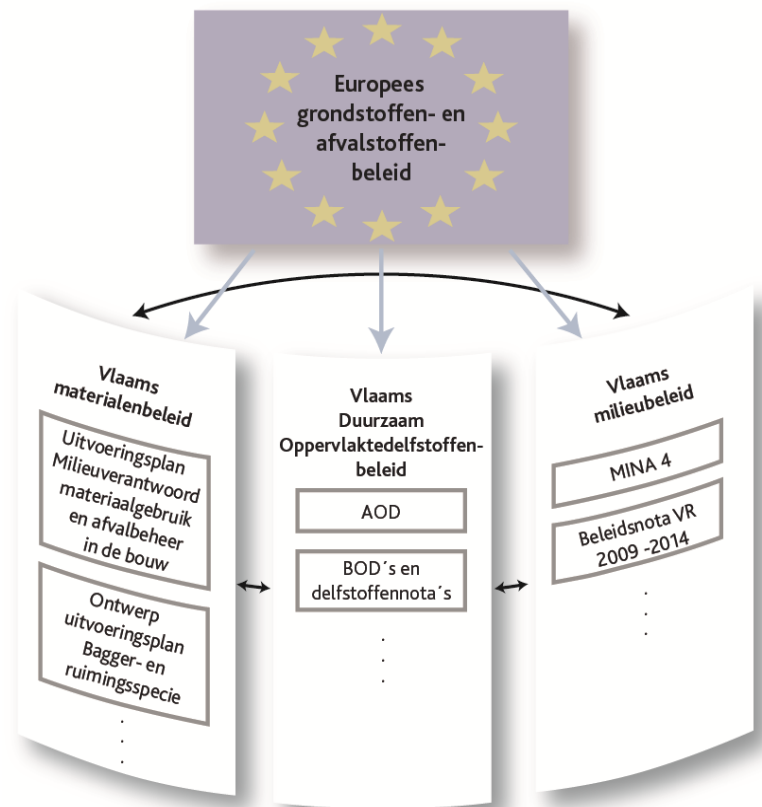 Europees
grondstoffen- en
afvalstoffen-
beleid
Vlaams
materialenbeleid
Uitvoeringsplan
Milieuverantwoord
materiaalgebruik
en afvalbeheer
in de bouw
Ontwerp
uitvoeringsplan
Bagger- en
ruimingsspecie
Vlaams
Duurzaam
Oppervlaktedelfstoffen-
beleid
AOD
BOD´s en
delfstoffennota´s
Vlaams
milieubeleid
MINA 4
Beleidsnota VR
2009 -2014